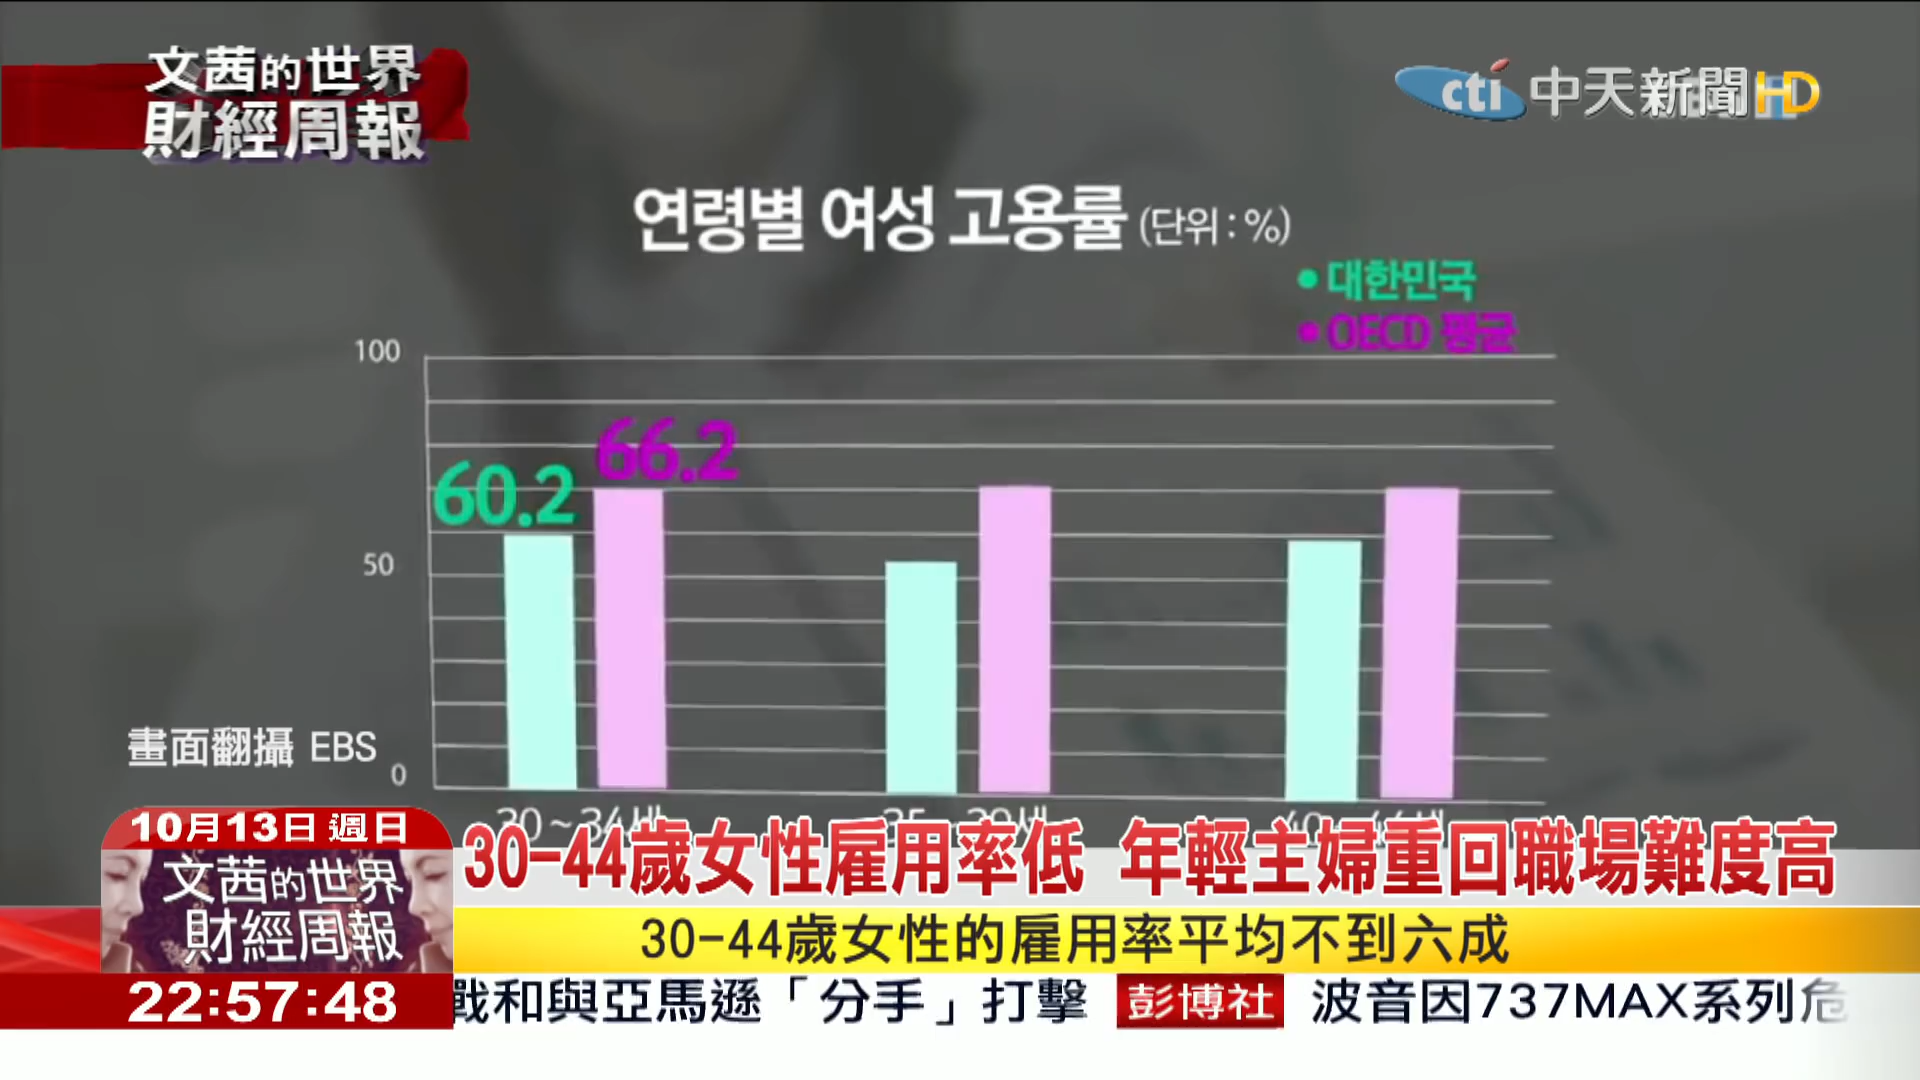 文茜的世界
財經周報
cti 中天新聞HD
연령별 여성 고용률 (단위 : %)
대한민국
OECD 평균
100
60.2
66.2
50
0
畫面翻攝 EBS
30~34세
10月13日 週日
30-44歲女性雇用率低 年輕主婦重回職場難度高
文茜的世界
財經周報
30-44歲女性的雇用率平均不到六成
22:57:48
戰和與亞馬遜「分手」打擊 彭博社 波音因737MAX系列危